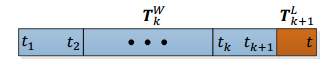 T_k^W T_{k+1}^L
t_1 t_2 ••• t_k t_{k+1} t